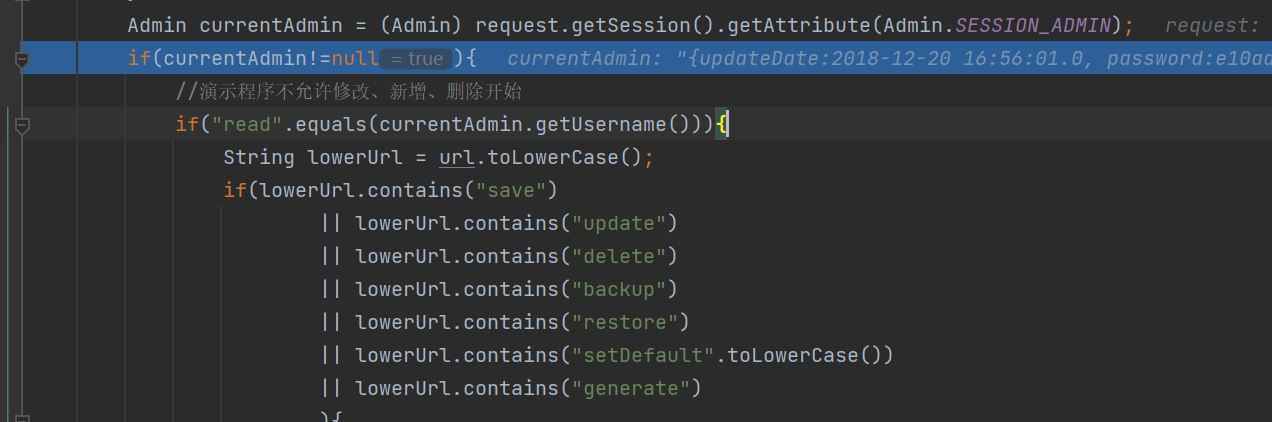 Admin currentAdmin = (Admin) request.getSession().getAttribute(Admin.SESSION_ADMIN);   request:
if(currentAdmin!=null = true ){   currentAdmin: "{updateDate:2018-12-20 16:56:01.0, password:e10ad
//演示程序不允许修改、新增、删除开始
if("read".equals(currentAdmin.getUsername())){
String lowerUrl = url.toLowerCase();
if(lowerUrl.contains("save")
|| lowerUrl.contains("update")
|| lowerUrl.contains("delete")
|| lowerUrl.contains("backup")
|| lowerUrl.contains("restore")
|| lowerUrl.contains("setDefault".toLowerCase())
|| lowerUrl.contains("generate")
){